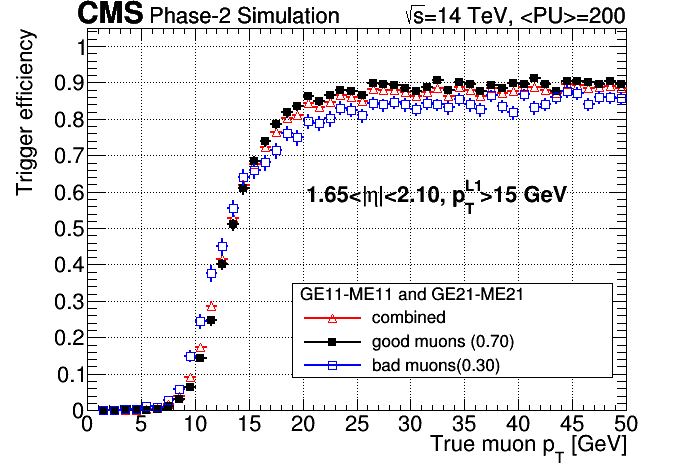 CMS Phase-2 Simulation √s=14 TeV, <PU>=200
Trigger efficiency
1
0.9
0.8
0.7
0.6
0.5
0.4
0.3
0.2
0.1
0
1.65<|η|<2.10, p_T^L1>15 GeV
GE11-ME11 and GE21-ME21
combined
good muons (0.70)
bad muons(0.30)
0 5 10 15 20 25 30 35 40 45 50
True muon p_T [GeV]